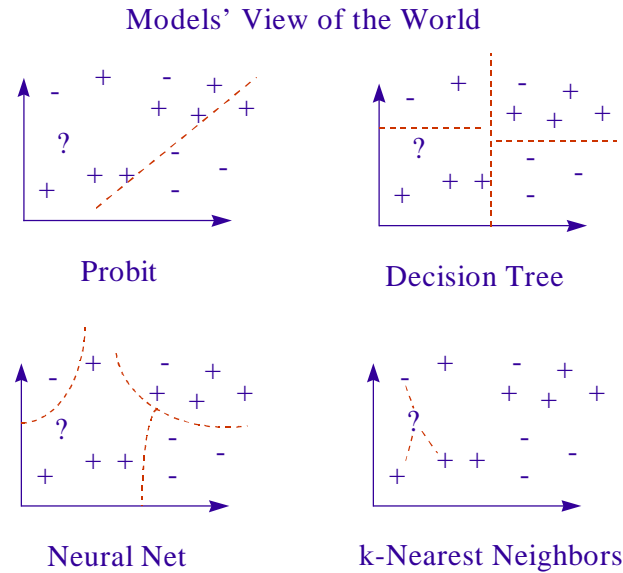 Models' View of the World
- + - +
+ + +
?
+ + + - -
+ -
Probit
- + - +
+ + +
?
+ + + - -
-
Decision Tree
- + - +
+ + +
?
+ + + - -
-
Neural Net
- + - +
+ + +
?
+ + + - -
-
k-Nearest Neighbors